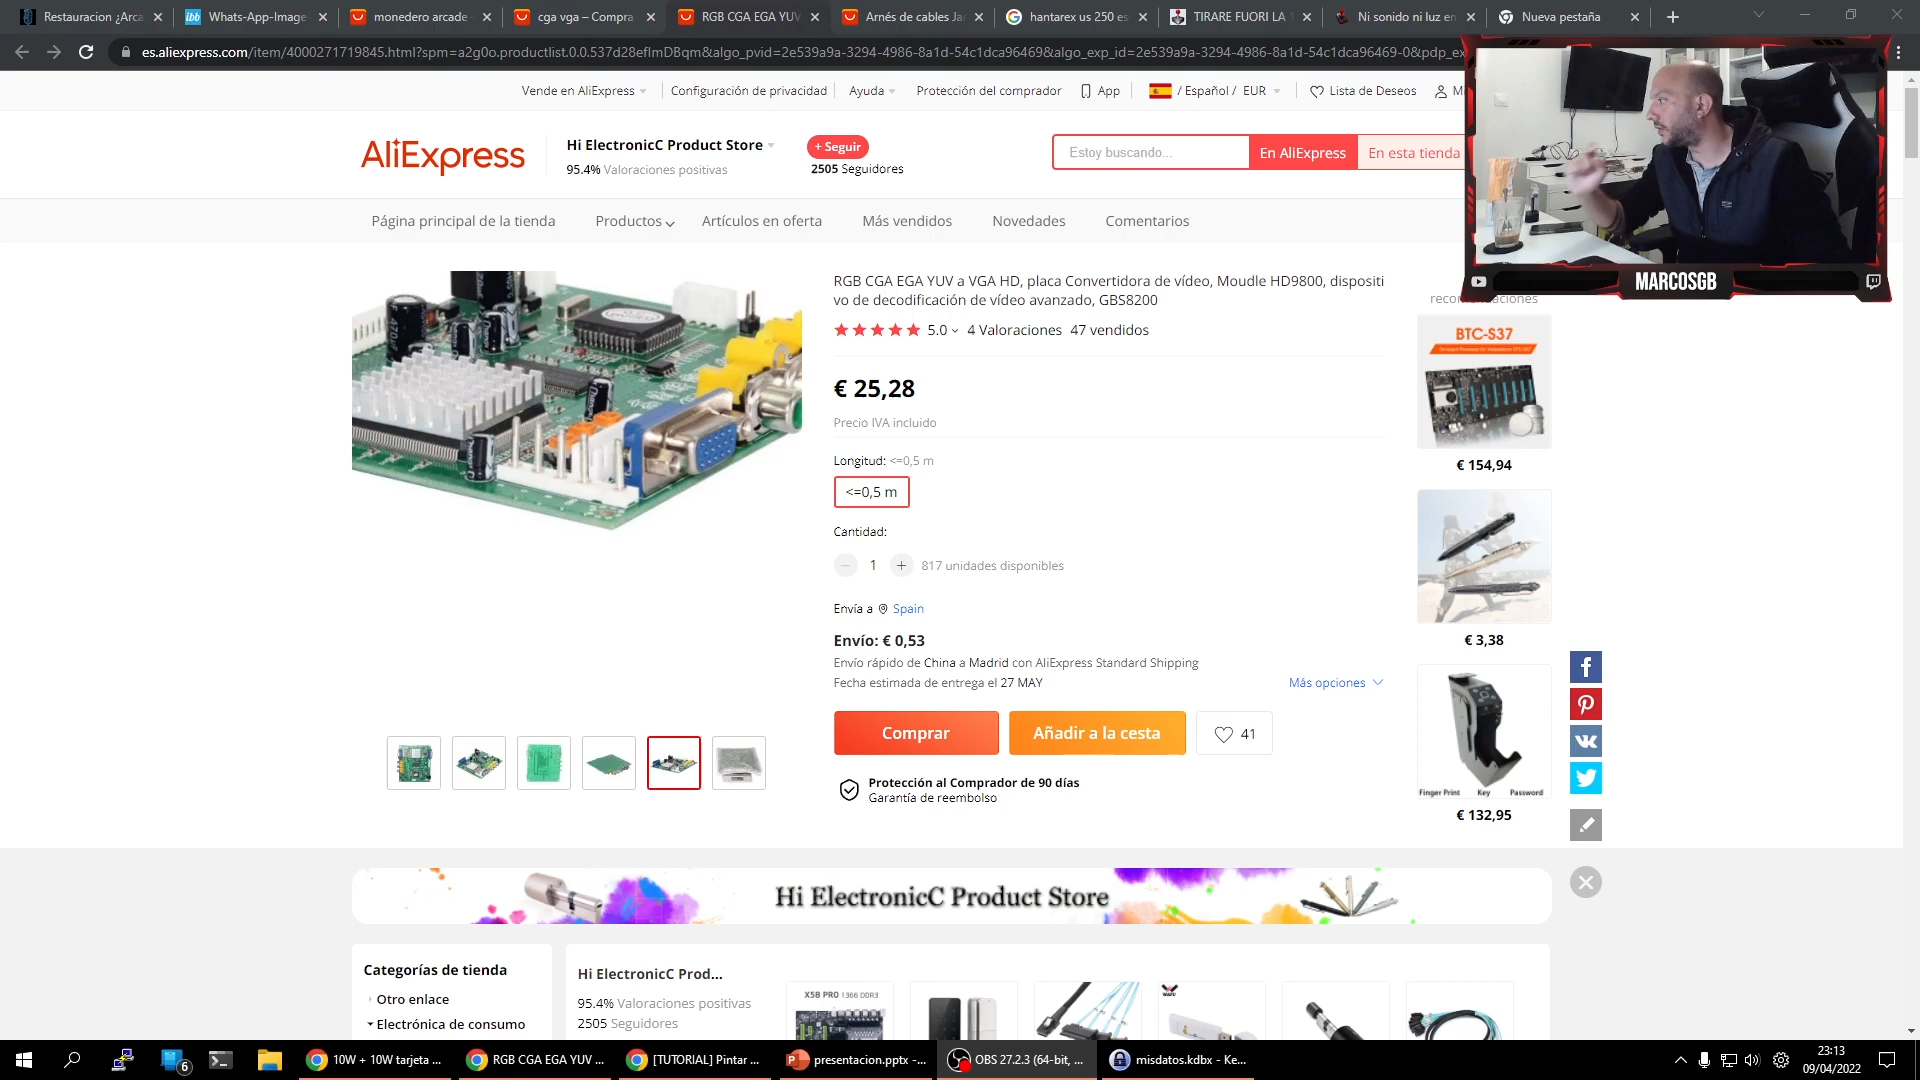 Restauracion ¿Arca
Whats-App-Image
monedero arcade
cga vga – Compra
RGB CGA EGA YUV
Arnés de cables Ja
hantarex us 250 es
TIRARE FUORI LA
Ni sonido ni luz en
Nueva pestaña
es.aliexpress.com/item/4000271719845.html?spm=a2g0o.productlist.0.0.537d28efImDBqm&algo_pvid=2e539a9a-3294-4986-8a1d-54c1dca96469&algo_exp_id=2e539a9a-3294-4986-8a1d-54c1dca96469-0&pdp_ex
Vende en AliExpress
Configuración de privacidad
Ayuda
Protección del comprador
App
/ Español / EUR
Lista de Deseos
Mi
AliExpress
Hi ElectronicC Product Store
95.4% Valoraciones positivas
+ Seguir
2505 Seguidores
Estoy buscando...
En AliExpress
En esta tienda
Página principal de la tienda
Productos
Artículos en oferta
Más vendidos
Novedades
Comentarios
MARCOSGB
RGB CGA EGA YUV a VGA HD, placa Convertidora de vídeo, Moudle HD9800, dispositi
vo de decodificación de vídeo avanzado, GBS8200
5.0
4 Valoraciones
47 vendidos
€ 25,28
Precio IVA incluido
Longitud: <=0,5 m
<=0,5 m
Cantidad:
1
817 unidades disponibles
Envía a Spain
Envío: € 0,53
Envío rápido de China a Madrid con AliExpress Standard Shipping
Fecha estimada de entrega el 27 MAY
Más opciones
Comprar
Añadir a la cesta
41
Protección al Comprador de 90 días
Garantía de reembolso
BTC-S37
€ 154,94
€ 3,38
Finger Print Key Password
€ 132,95
Hi ElectronicC Product Store
Categorías de tienda
Otro enlace
Electrónica de consumo
Hi ElectronicC Prod...
95.4% Valoraciones positivas
2505 Seguidores
X58 PRO 1366 DDR3
6
10W + 10W tarjeta ...
RGB CGA EGA YUV ...
[TUTORIAL] Pintar ...
presentacion.pptx -...
OBS 27.2.3 (64-bit, ...
misdatos.kdbx - Ke...
23:13
09/04/2022